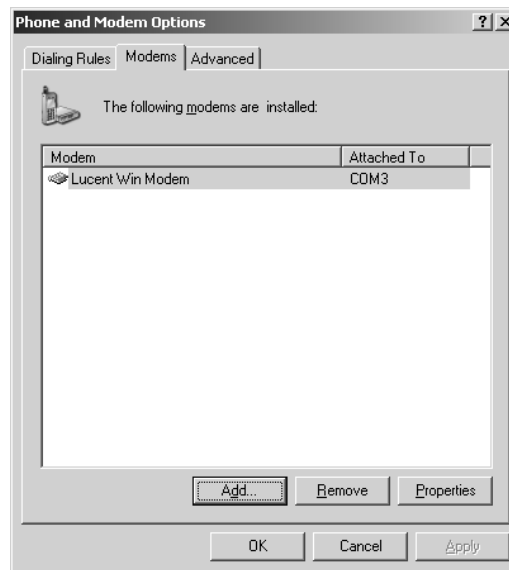 Phone and Modem Options ? X
Dialing Rules Modems Advanced
The following modems are installed:
Modem Attached To
Lucent Win Modem COM3
Add... Remove Properties
OK Cancel Apply